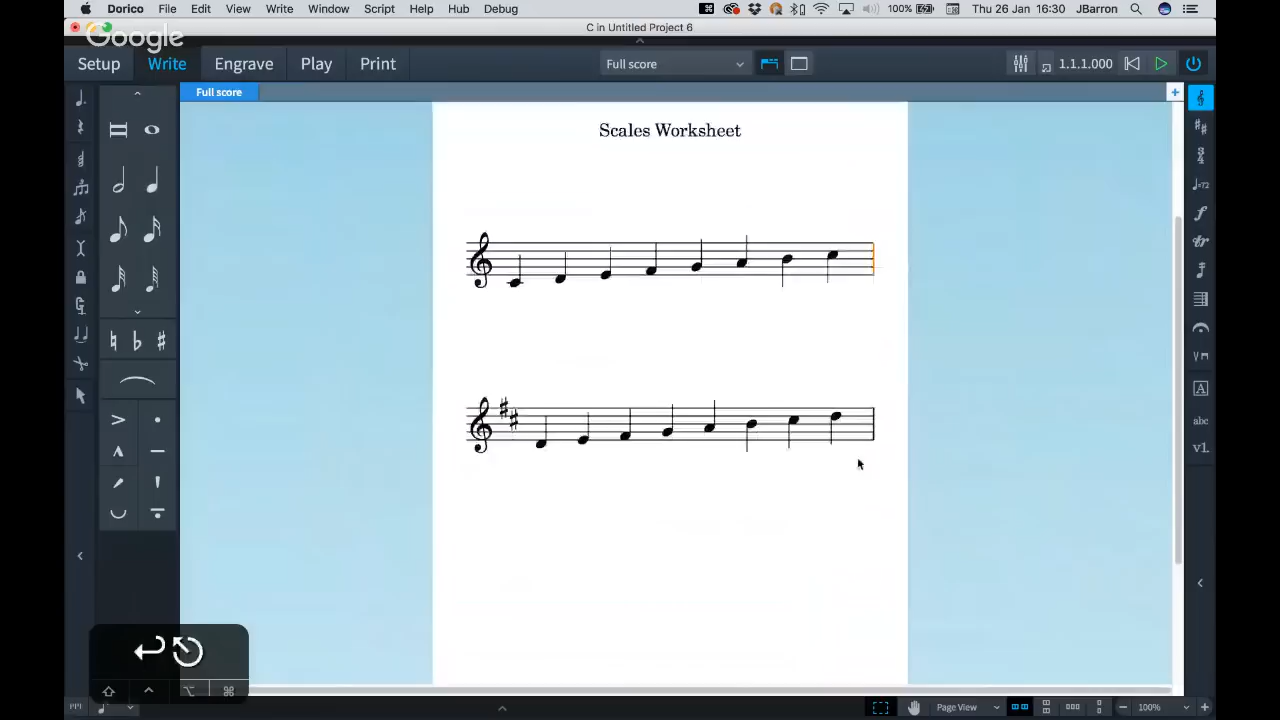 Dorico File Edit View Write Window Script Help Hub Debug 100% Thu 26 Jan 16:30 JBarron
C in Untitled Project 6
Google
Setup Write Engrave Play Print Full score 1.1.1.000
Full score
Scales Worksheet
abc
v1.
A
Page View 100%